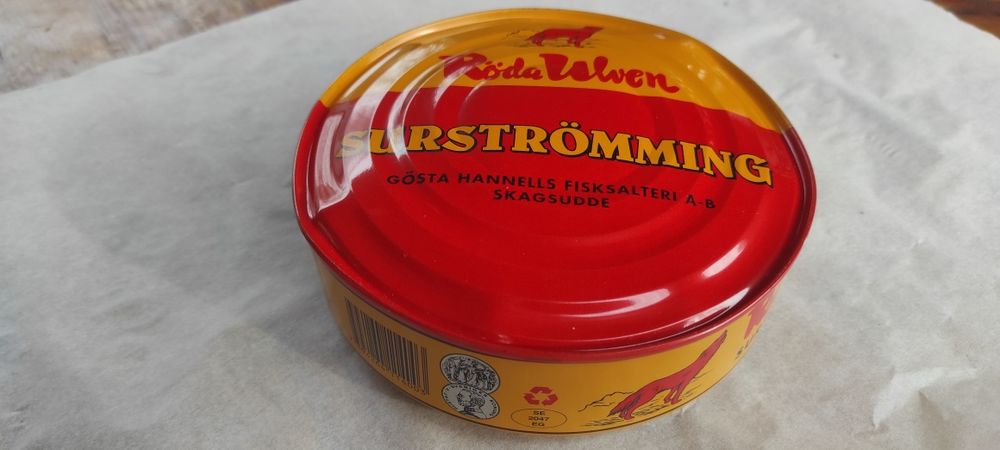 Röda Ulven
SURSTRÖMMING
GÖSTA HANNELLS FISKSALTERI A-B
SKAGSUDDE
SE
2047
EG